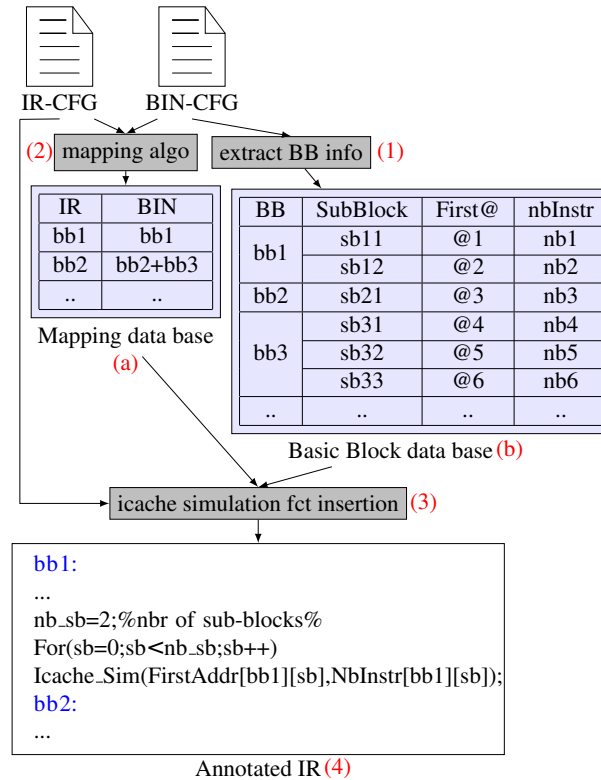 IR-CFG BIN-CFG
(2) mapping algo extract BB info (1)
IR BIN
bb1 bb1
bb2 bb2+bb3
.. ..
Mapping data base
(a)
BB SubBlock First@ nbInstr
bb1 sb11 @1 nb1
sb12 @2 nb2
bb2 sb21 @3 nb3
bb3 sb31 @4 nb4
sb32 @5 nb5
sb33 @6 nb6
.. .. .. ..
Basic Block data base (b)
icache simulation fct insertion (3)
bb1:
...
nb_sb=2;%nbr of sub-blocks%
For(sb=0;sb<nb_sb;sb++)
Icache_Sim(FirstAddr[bb1][sb],NbInstr[bb1][sb]);
bb2:
...
Annotated IR (4)